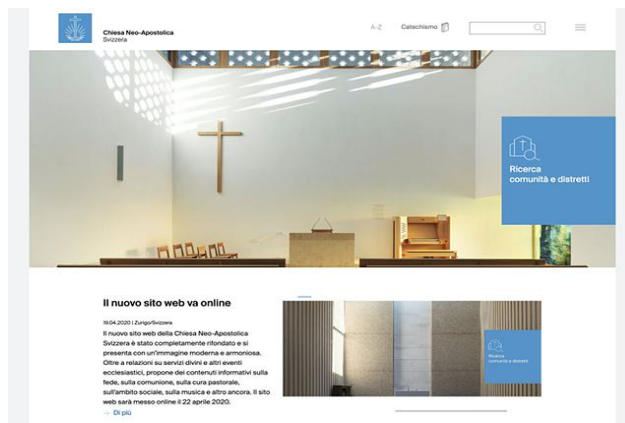 Chiesa Neo-Apostolica
Svizzera
A-Z
Catechismo
Ricerca
comunità e distretti
Il nuovo sito web va online
19.04.2020 | Zurigo/Svizzera
Il nuovo sito web della Chiesa Neo-Apostolica
Svizzera è stato completamente rifondato e si
presenta con un'immagine moderna e armoniosa.
Oltre a relazioni su servizi divini e altri eventi
ecclesiastici, propone dei contenuti informativi sulla
fede, sulla comunione, sulla cura pastorale,
sull'ambito sociale, sulla musica e altro ancora. Il sito
web sarà messo online il 22 aprile 2020.
→ Di più
Ricerca
comunità e distretti